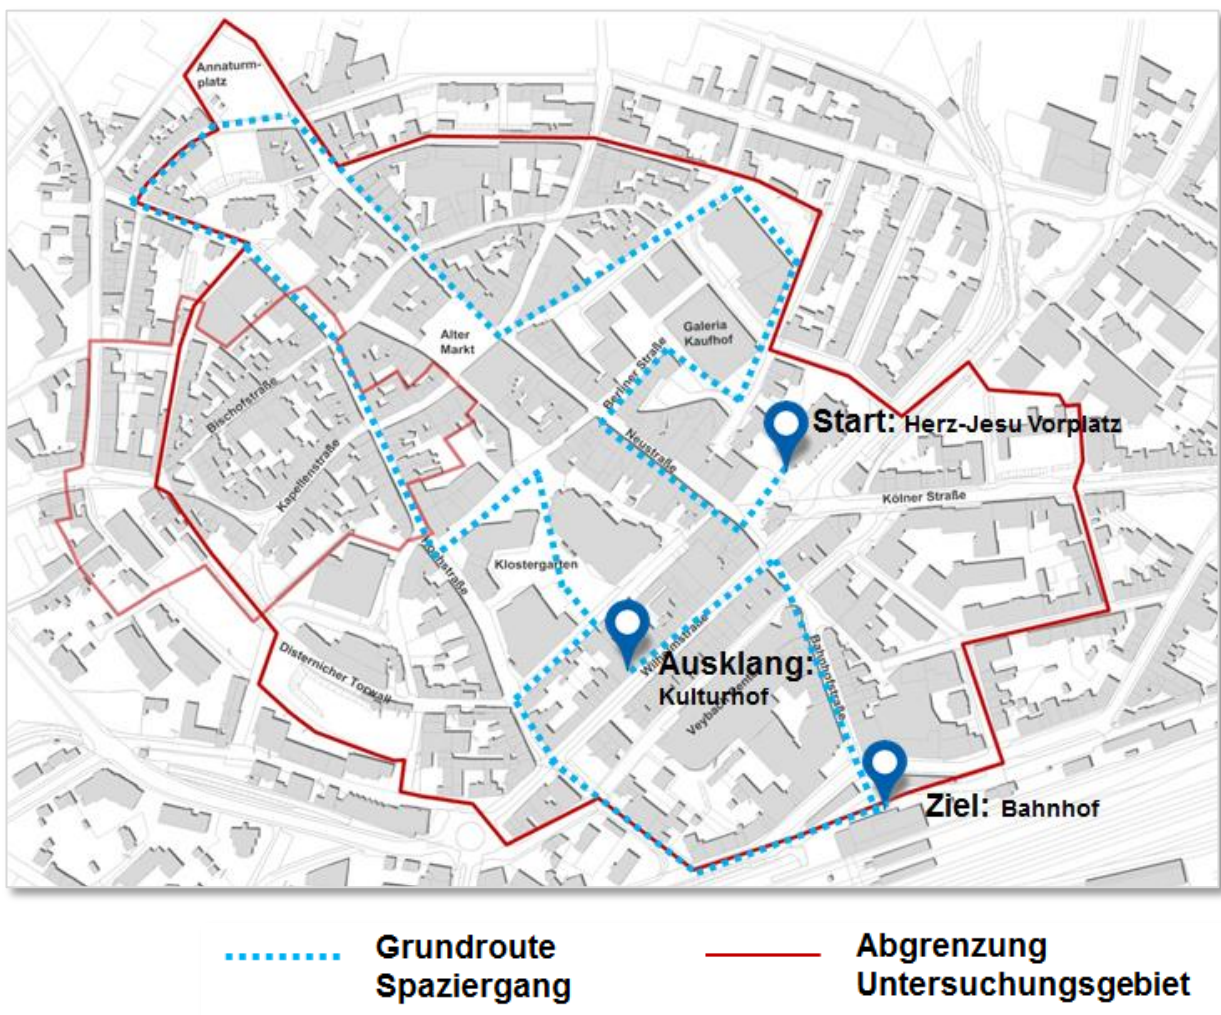 Annaturm-
platz
Alter
Markt
Galeria
Kaufhof
Berliner Straße
Bischofstraße
Neustraße
Start: Herz-Jesu Vorplatz
Kapellenstraße
Kölner Straße
Hochstraße
Klostergarten
Wilhelmstraße
Bahnhofstraße
Disternicher Torwall
Ausklang:
Kulturhof
Ziel: Bahnhof
Grundroute
Spaziergang
Abgrenzung
Untersuchungsgebiet